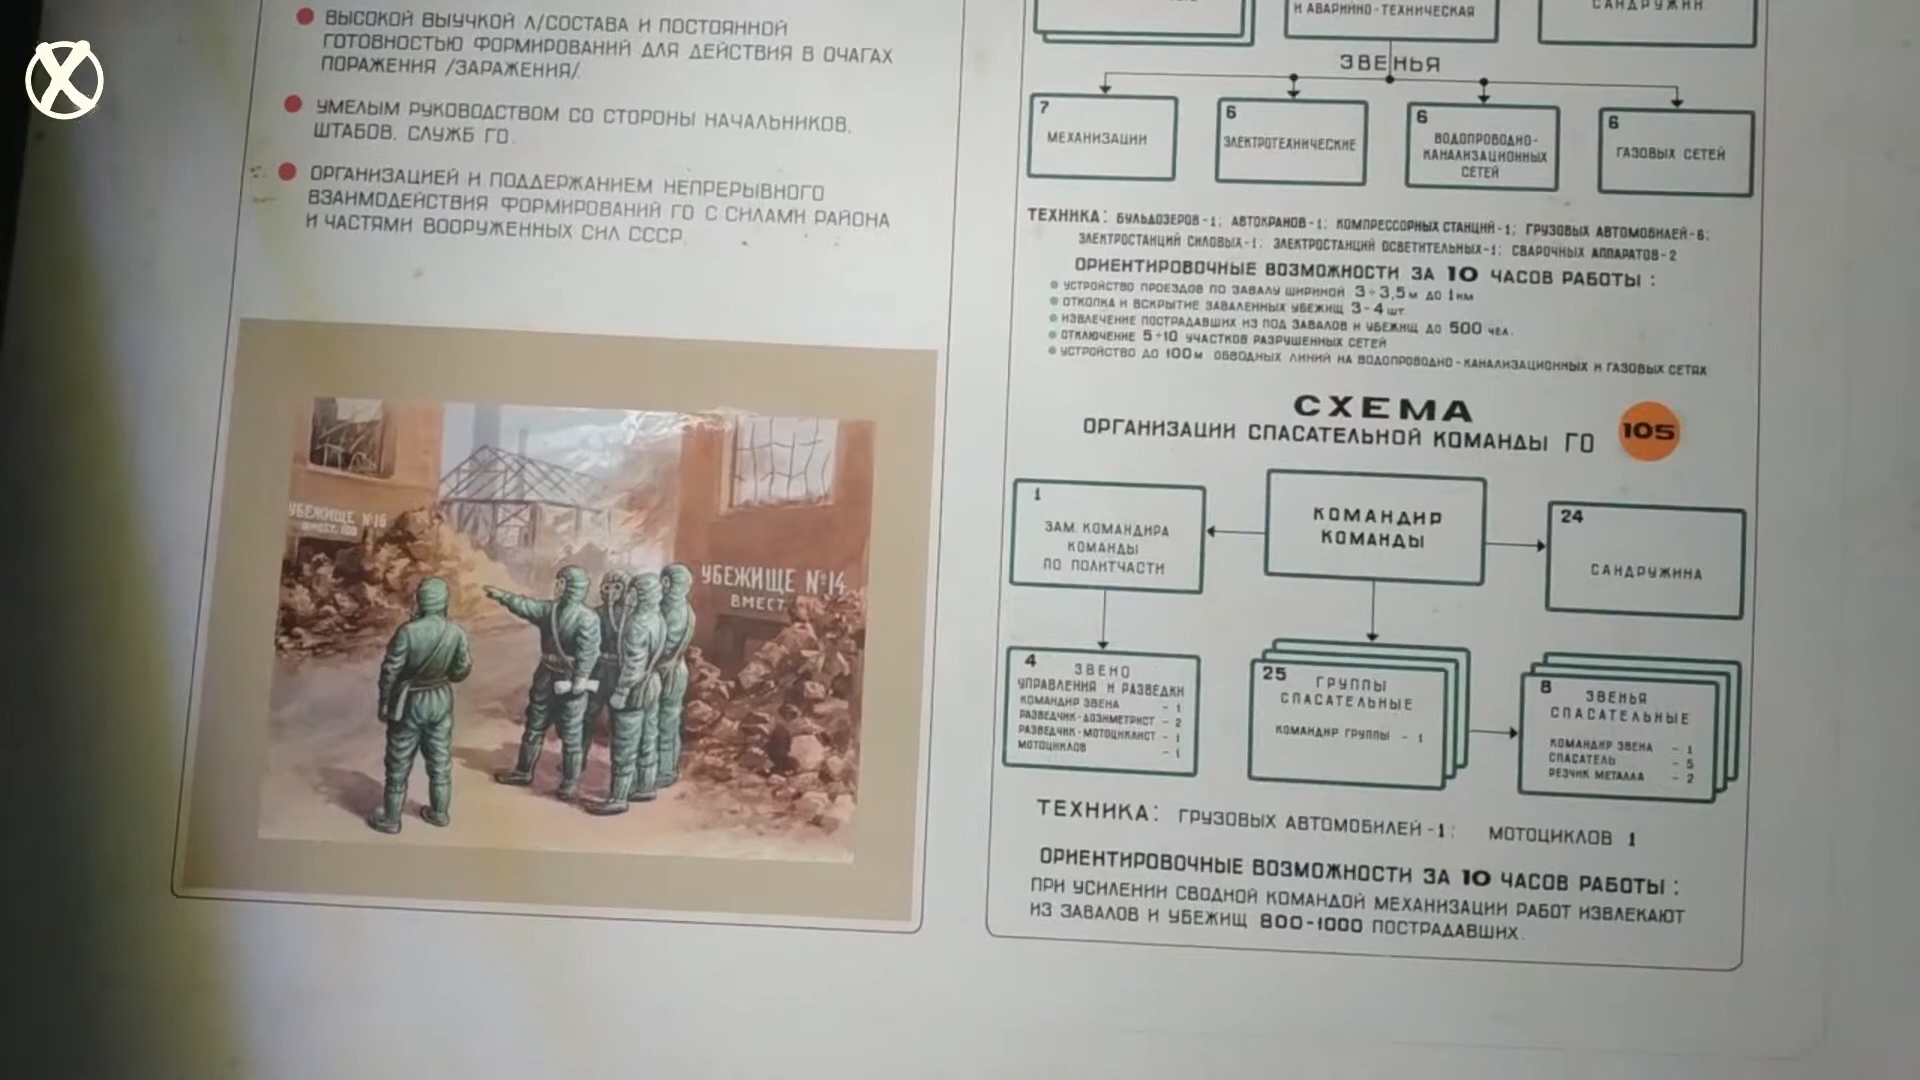 ВЫСОКОЙ ВЫУЧКОЙ Л/СОСТАВА И ПОСТОЯННОЙ
ГОТОВНОСТЬЮ ФОРМИРОВАНИЙ ДЛЯ ДЕЙСТВИЯ В ОЧАГАХ
ПОРАЖЕНИЯ /ЗАРАЖЕНИЯ/.
УМЕЛЫМ РУКОВОДСТВОМ СО СТОРОНЫ НАЧАЛЬНИКОВ,
ШТАБОВ, СЛУЖБ ГО.
ОРГАНИЗАЦИЕЙ И ПОДДЕРЖАНИЕМ НЕПРЕРЫВНОГО
ВЗАИМОДЕЙСТВИЯ ФОРМИРОВАНИЙ ГО С СИЛАМИ РАЙОНА
И ЧАСТЯМИ ВООРУЖЕННЫХ СИЛ СССР.
УБЕЖИЩЕ №16
ВМЕСТ. 100
УБЕЖИЩЕ №14
ВМЕСТ.
И АВАРИЙНО-ТЕХНИЧЕСКАЯ
САНДРУЖИН
ЗВЕНЬЯ
7
МЕХАНИЗАЦИИ
6
ЭЛЕКТРОТЕХНИЧЕСКИЕ
6
ВОДОПРОВОДНО-
КАНАЛИЗАЦИОННЫХ
СЕТЕЙ
6
ГАЗОВЫХ СЕТЕЙ
ТЕХНИКА: БУЛЬДОЗЕРОВ-1; АВТОКРАНОВ-1; КОМПРЕССОРНЫХ СТАНЦИЙ-1; ГРУЗОВЫХ АВТОМОБИЛЕЙ-6;
ЭЛЕКТРОСТАНЦИЙ СИЛОВЫХ-1; ЭЛЕКТРОСТАНЦИЙ ОСВЕТИТЕЛЬНЫХ-1; СВАРОЧНЫХ АППАРАТОВ-2
ОРИЕНТИРОВОЧНЫЕ ВОЗМОЖНОСТИ ЗА 10 ЧАСОВ РАБОТЫ:
УСТРОЙСТВО ПРОЕЗДОВ ПО ЗАВАЛУ ШИРИНОЙ 3÷3,5м ДО 1км
ОТКОПКА И ВСКРЫТИЕ ЗАВАЛЕННЫХ УБЕЖИЩ 3-4 шт.
ИЗВЛЕЧЕНИЕ ПОСТРАДАВШИХ ИЗ ПОД ЗАВАЛОВ И УБЕЖИЩ ДО 500 ЧЕЛ.
ОТКЛЮЧЕНИЕ 5÷10 УЧАСТКОВ РАЗРУШЕННЫХ СЕТЕЙ
УСТРОЙСТВО ДО 100м ОБВОДНЫХ ЛИНИЙ НА ВОДОПРОВОДНО-КАНАЛИЗАЦИОННЫХ И ГАЗОВЫХ СЕТЯХ
СХЕМА
ОРГАНИЗАЦИИ СПАСАТЕЛЬНОЙ КОМАНДЫ ГО
105
1
ЗАМ. КОМАНДИРА
КОМАНДЫ
ПО ПОЛИТЧАСТИ
КОМАНДИР
КОМАНДЫ
24
САНДРУЖИНА
4
ЗВЕНО
УПРАВЛЕНИЯ И РАЗВЕДКИ
КОМАНДИР ЗВЕНА - 1
РАЗВЕДЧИК-ДОЗИМЕТРИСТ - 2
РАЗВЕДЧИК-МОТОЦИКЛИСТ - 1
МОТОЦИКЛОВ - 1
25
ГРУППЫ
СПАСАТЕЛЬНЫЕ
КОМАНДИР ГРУППЫ - 1
8
ЗВЕНЬЯ
СПАСАТЕЛЬНЫЕ
КОМАНДИР ЗВЕНА - 1
СПАСАТЕЛЬ - 5
РЕЗЧИК МЕТАЛЛА - 2
ТЕХНИКА: ГРУЗОВЫХ АВТОМОБИЛЕЙ-1; МОТОЦИКЛОВ 1
ОРИЕНТИРОВОЧНЫЕ ВОЗМОЖНОСТИ ЗА 10 ЧАСОВ РАБОТЫ:
ПРИ УСИЛЕНИИ СВОДНОЙ КОМАНДОЙ МЕХАНИЗАЦИИ РАБОТ ИЗВЛЕКАЮТ
ИЗ ЗАВАЛОВ И УБЕЖИЩ 800-1000 ПОСТРАДАВШИХ.